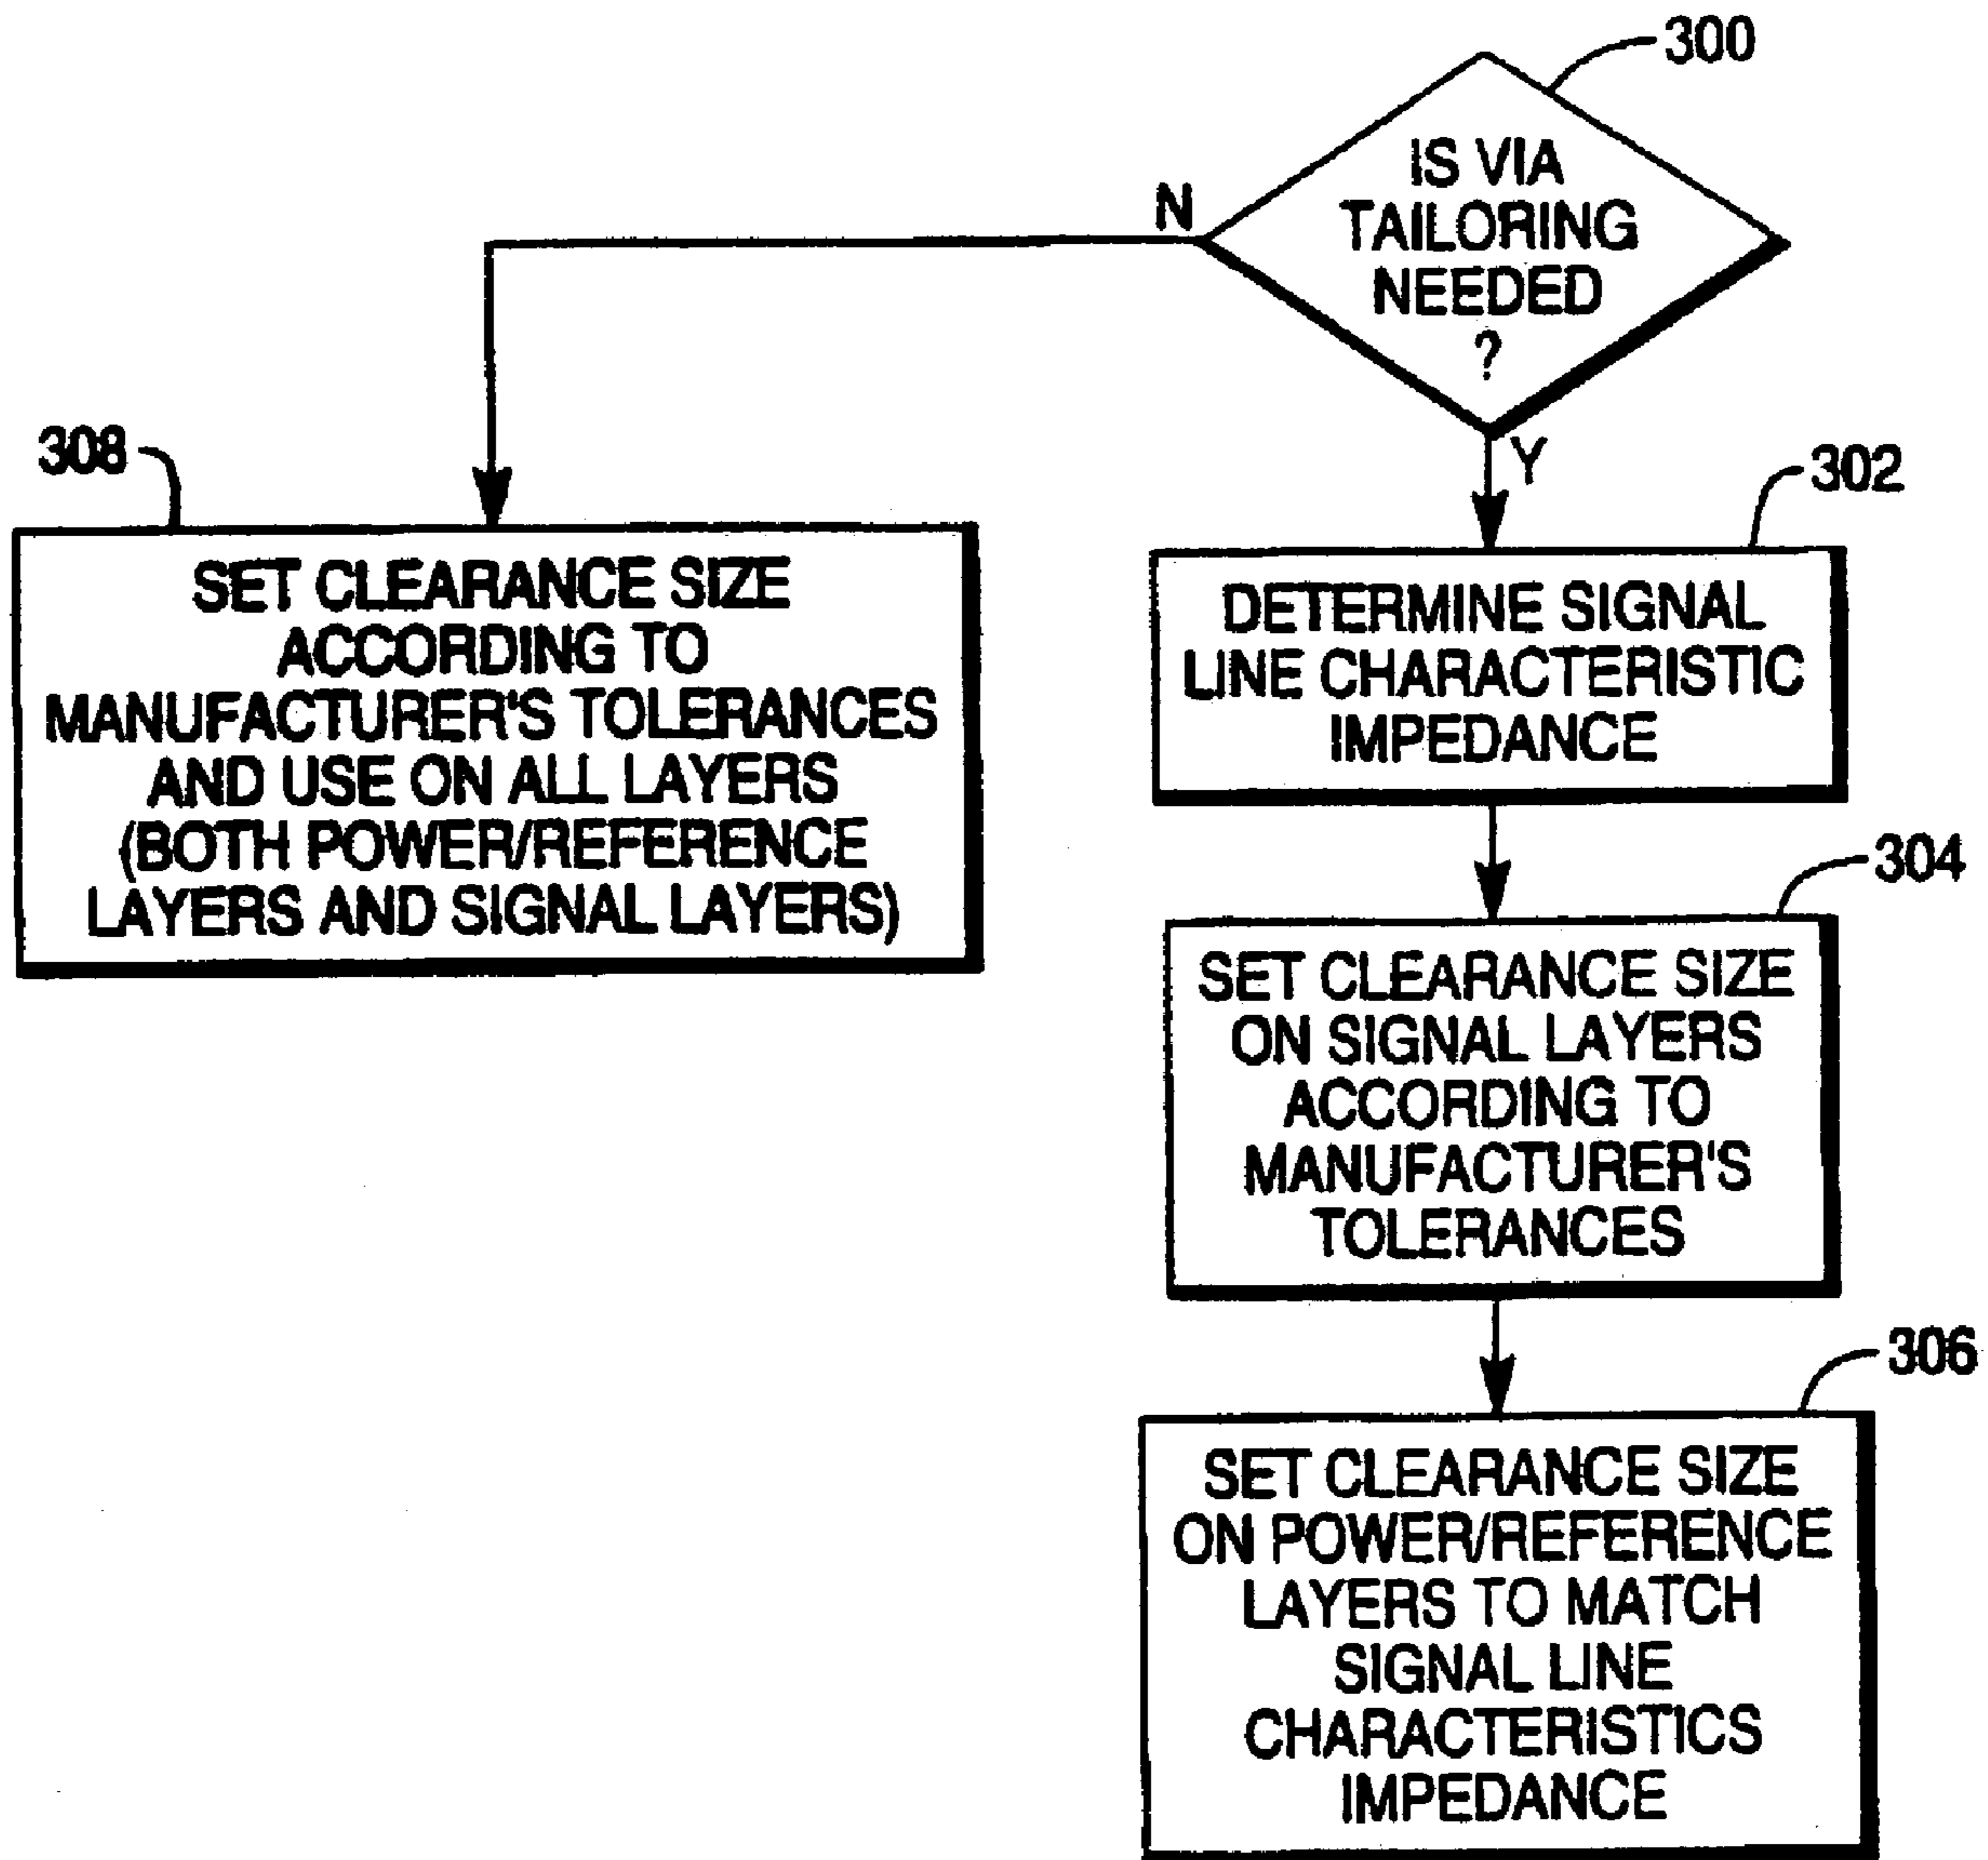 300
IS VIA
TAILORING
NEEDED
?
N
Y
308
SET CLEARANCE SIZE
ACCORDING TO
MANUFACTURER'S TOLERANCES
AND USE ON ALL LAYERS
(BOTH POWER/REFERENCE
LAYERS AND SIGNAL LAYERS)
302
DETERMINE SIGNAL
LINE CHARACTERISTIC
IMPEDANCE
304
SET CLEARANCE SIZE
ON SIGNAL LAYERS
ACCORDING TO
MANUFACTURER'S
TOLERANCES
306
SET CLEARANCE SIZE
ON POWER/REFERENCE
LAYERS TO MATCH
SIGNAL LINE
CHARACTERISTICS
IMPEDANCE